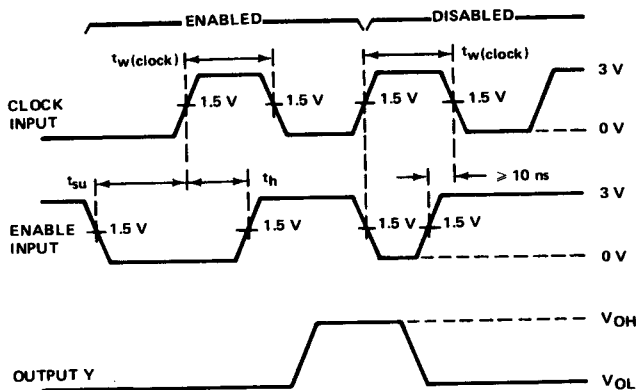 ENABLED
DISABLED
tw(clock)
tw(clock)
3 V
CLOCK INPUT
1.5 V
1.5 V
1.5 V
1.5 V
0 V
tsu
th
≥ 10 ns
3 V
ENABLE INPUT
1.5 V
1.5 V
1.5 V
1.5 V
0 V
VOH
OUTPUT Y
VOL